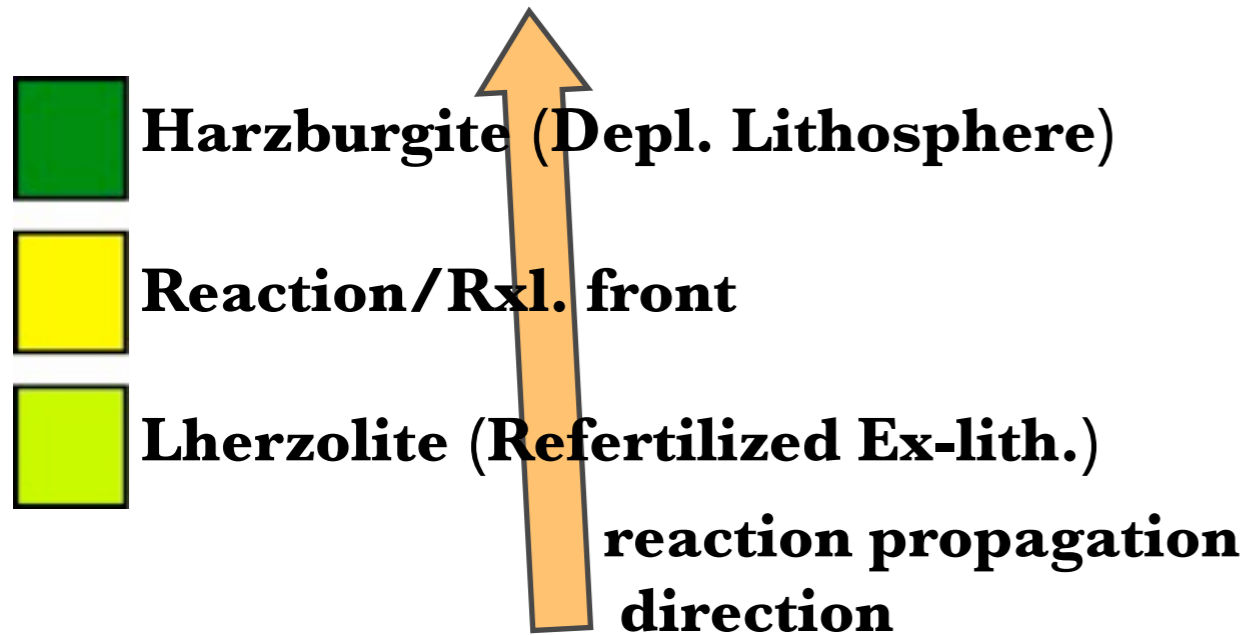 Harzburgite (Depl. Lithosphere)
Reaction/Rxl. front
Lherzolite (Refertilized Ex-lith.)
reaction propagation
direction